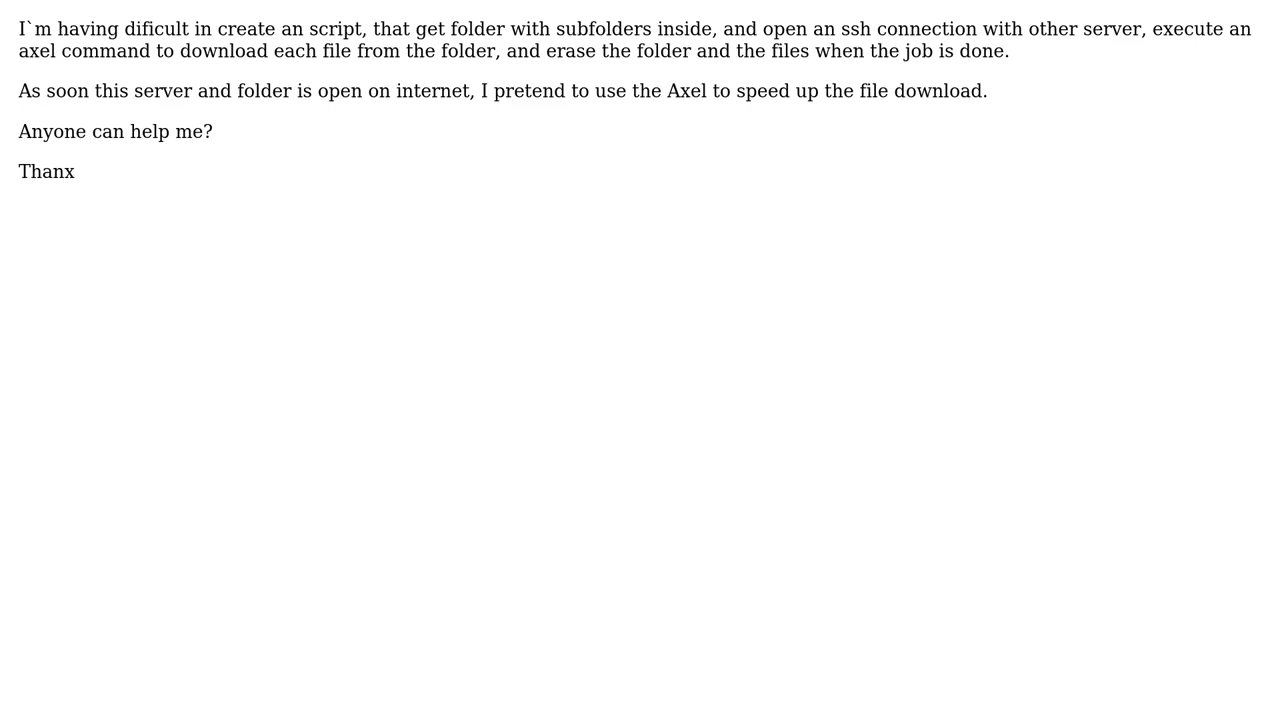 I`m having dificult in create an script, that get folder with subfolders inside, and open an ssh connection with other server, execute an
axel command to download each file from the folder, and erase the folder and the files when the job is done.
As soon this server and folder is open on internet, I pretend to use the Axel to speed up the file download.
Anyone can help me?
Thanx